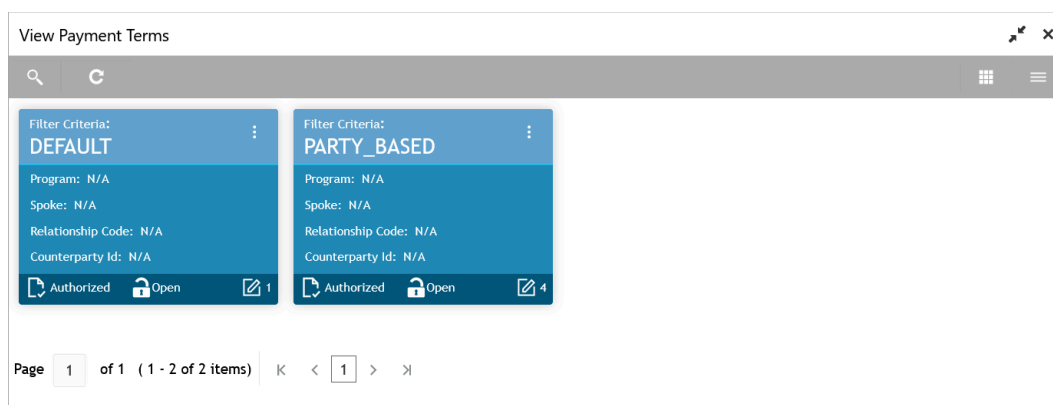 View Payment Terms
Filter Criteria:
DEFAULT
Program: N/A
Spoke: N/A
Relationship Code: N/A
Counterparty Id: N/A
Authorized Open 1
Filter Criteria:
PARTY_BASED
Program: N/A
Spoke: N/A
Relationship Code: N/A
Counterparty Id: N/A
Authorized Open 4
Page 1 of 1 ( 1 - 2 of 2 items) 1